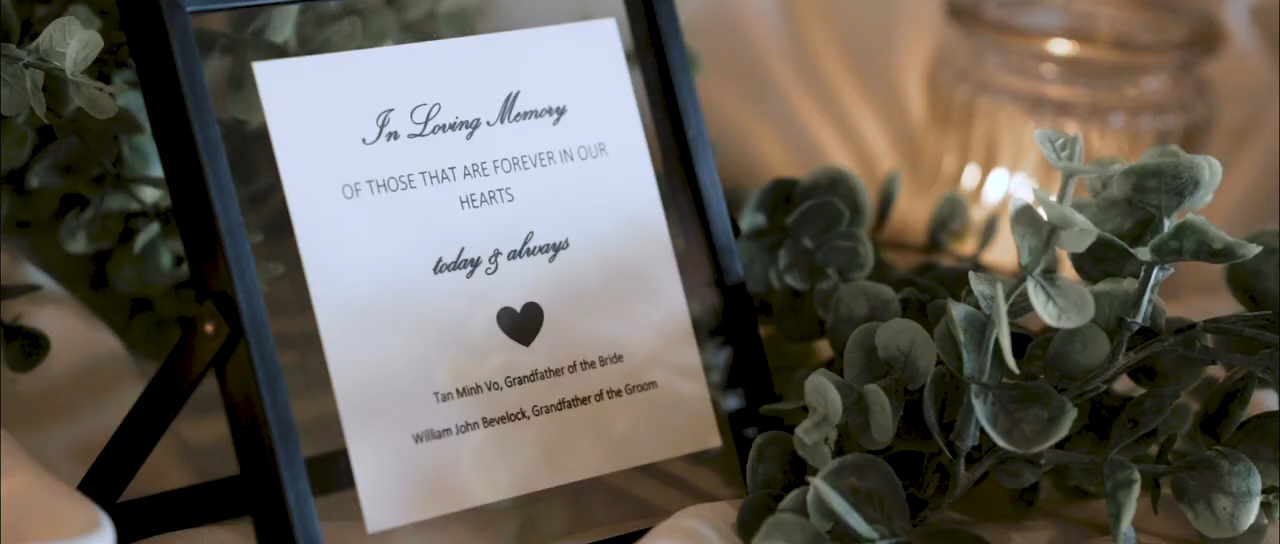 In Loving Memory
OF THOSE THAT ARE FOREVER IN OUR
HEARTS
today & always
Tan Minh Vo, Grandfather of the Bride
William John Bevelock, Grandfather of the Groom